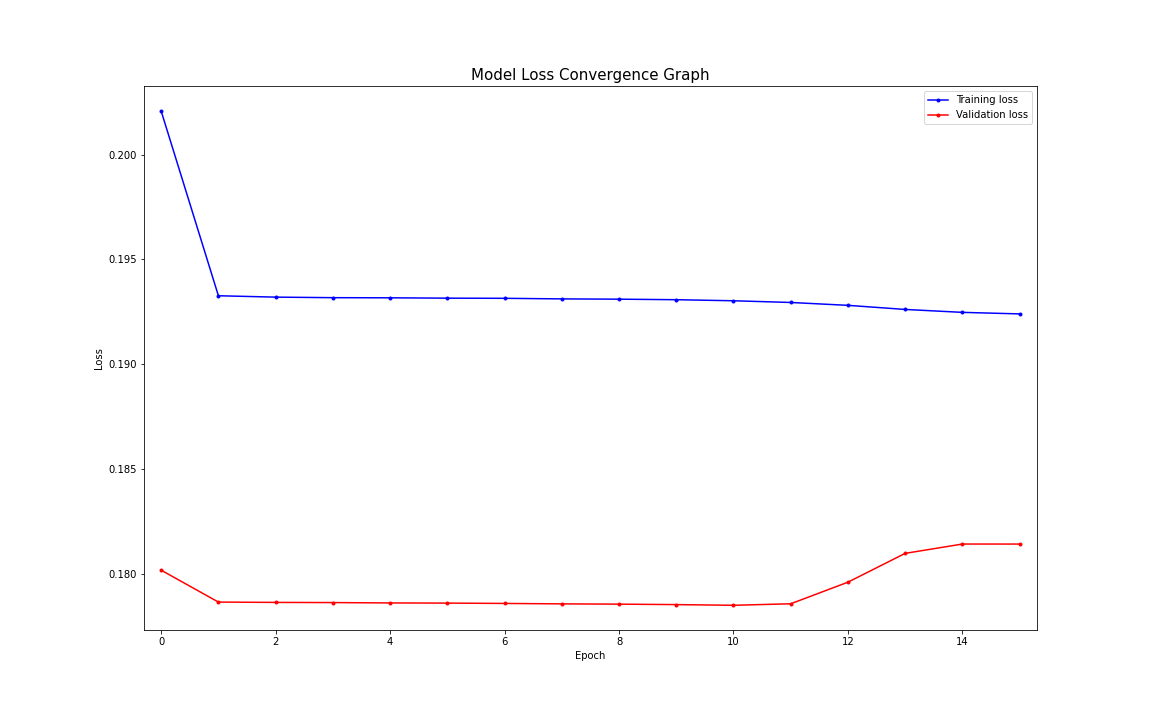 Model Loss Convergence Graph
Training loss
Validation loss
0.200
0.195
0.190
0.185
0.180
Loss
0 2 4 6 8 10 12 14
Epoch